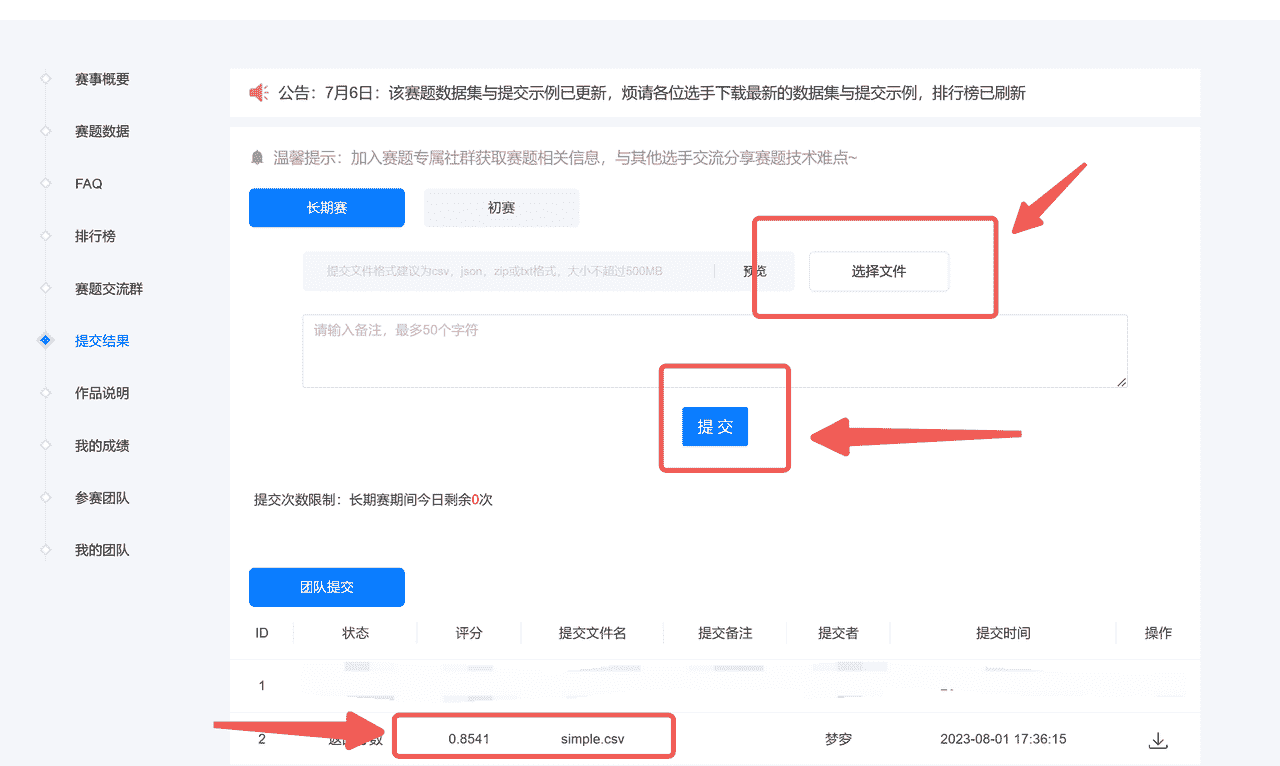 赛事概要
赛题数据
FAQ
排行榜
赛题交流群
提交结果
作品说明
我的成绩
参赛团队
我的团队
公告：7月6日：该赛题数据集与提交示例已更新，烦请各位选手下载最新的数据集与提交示例，排行榜已刷新
温馨提示：加入赛题专属社群获取赛题相关信息，与其他选手交流分享赛题技术难点~
长期赛 初赛
提交文件格式建议为csv，json，zip或txt格式，大小不超过500MB 预览 选择文件
请输入备注，最多50个字符
提 交
提交次数限制：长期赛期间今日剩余0次
团队提交
ID 状态 评分 提交文件名 提交备注 提交者 提交时间 操作
1
2 0.8541 simple.csv 2023-08-01 17:36:15